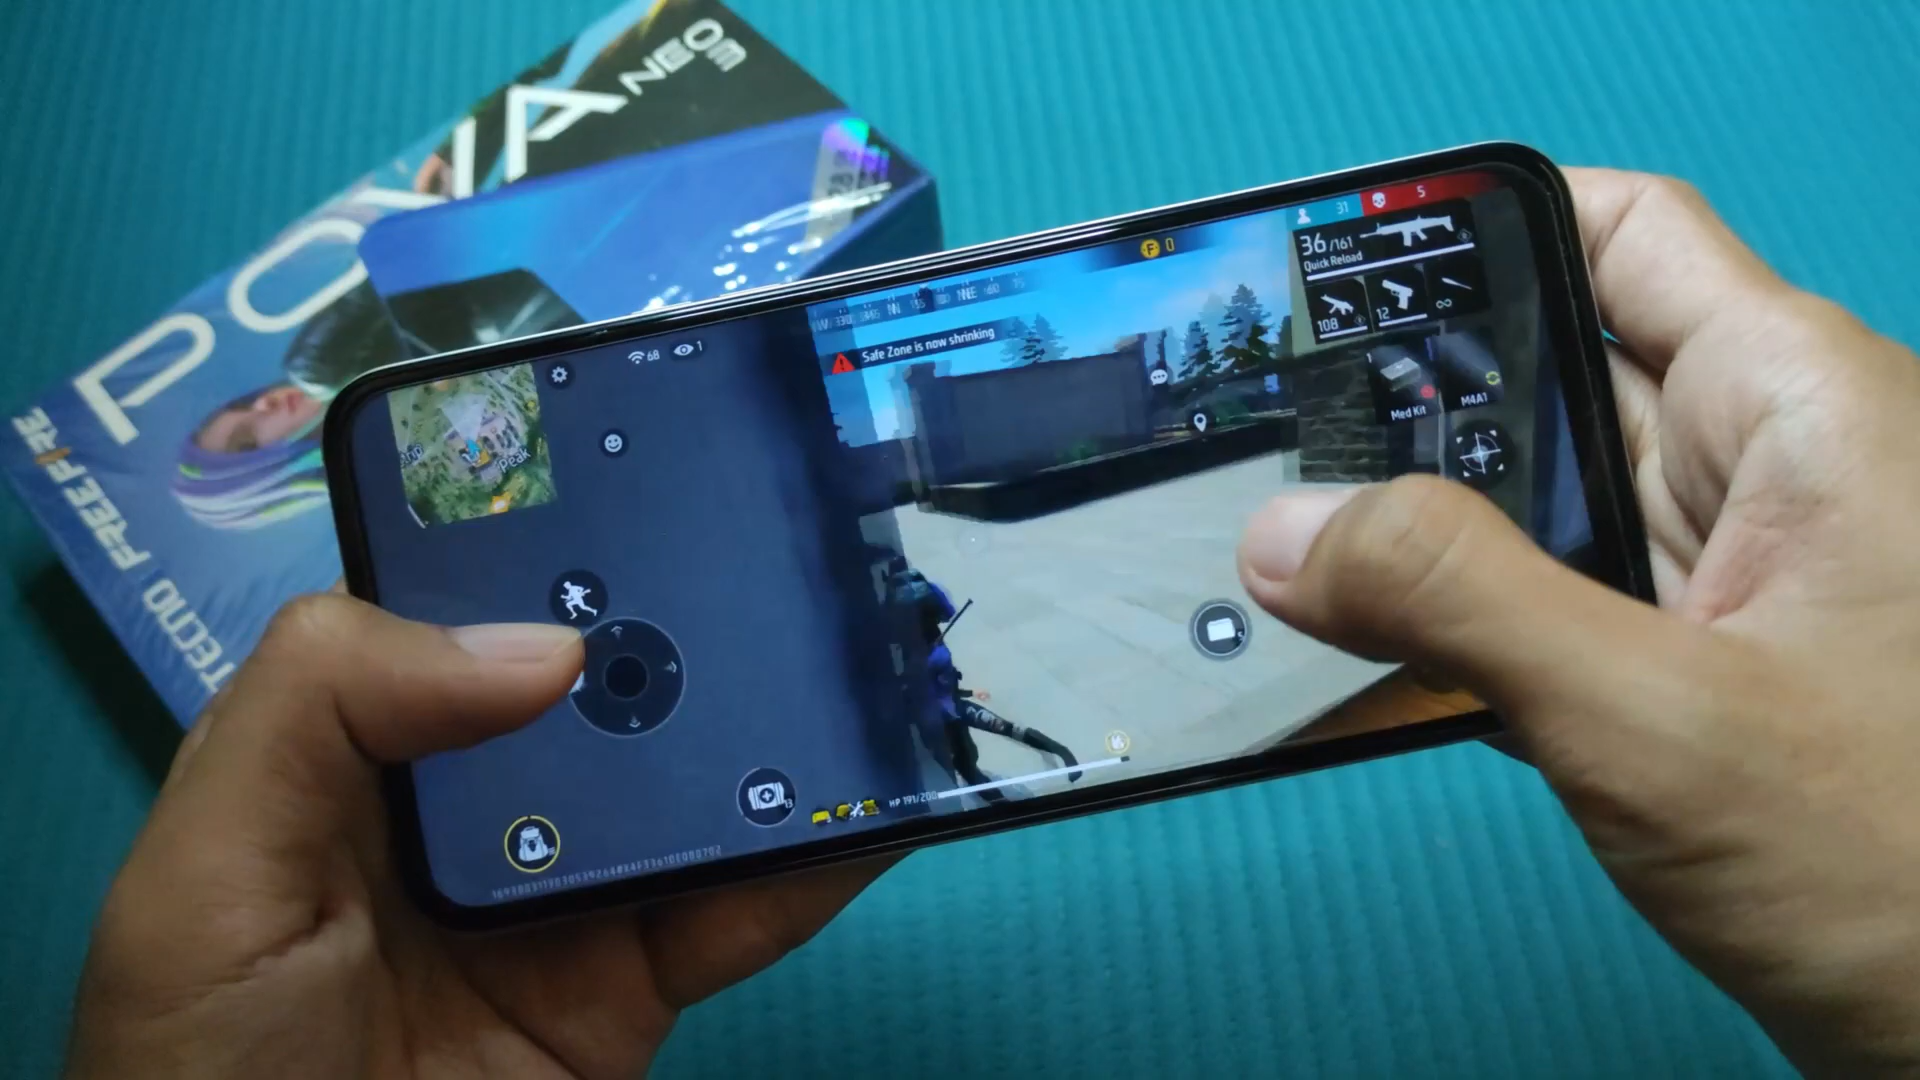 POVA
NEO 3
TECNO FREE FIRE
31
5
36/161
Quick Reload
0
Safe Zone is now shrinking
68
1
108
12
∞
1
Med Kit
M4A1
Peak
13
HP 191/200